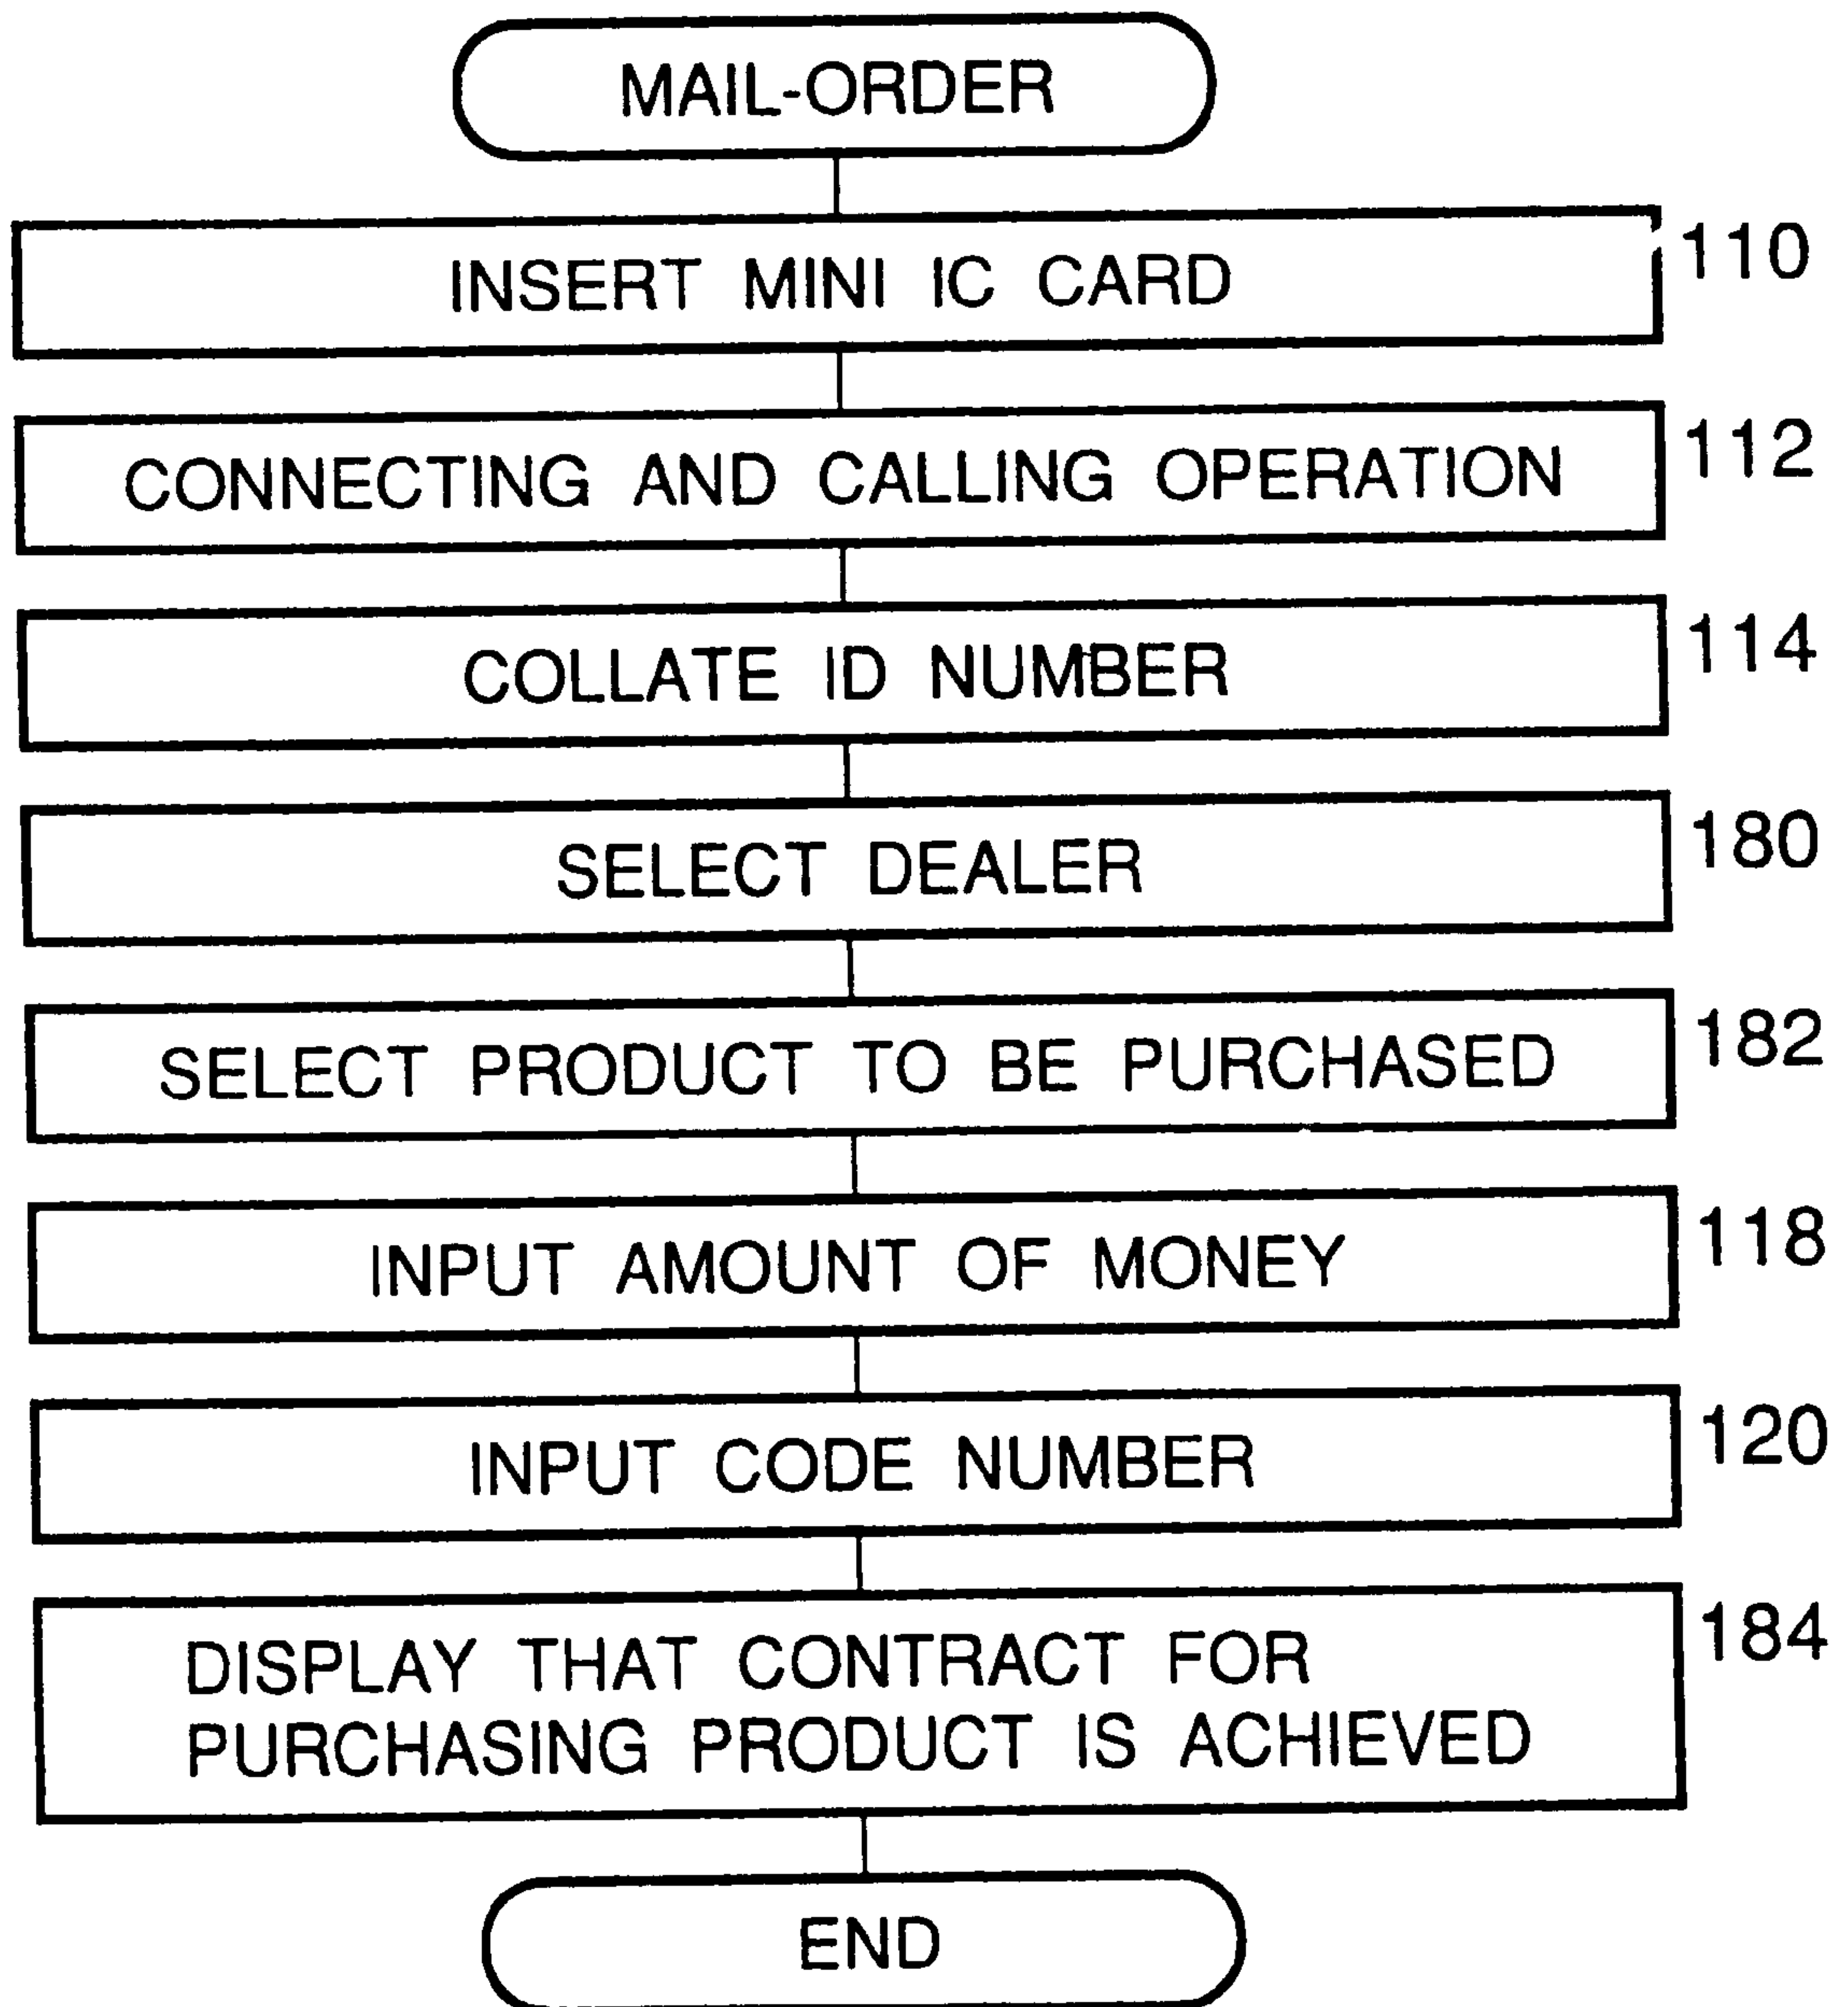 MAIL-ORDER
INSERT MINI IC CARD
110
CONNECTING AND CALLING OPERATION
112
COLLATE ID NUMBER
114
SELECT DEALER
180
SELECT PRODUCT TO BE PURCHASED
182
INPUT AMOUNT OF MONEY
118
INPUT CODE NUMBER
120
DISPLAY THAT CONTRACT FOR
PURCHASING PRODUCT IS ACHIEVED
184
END